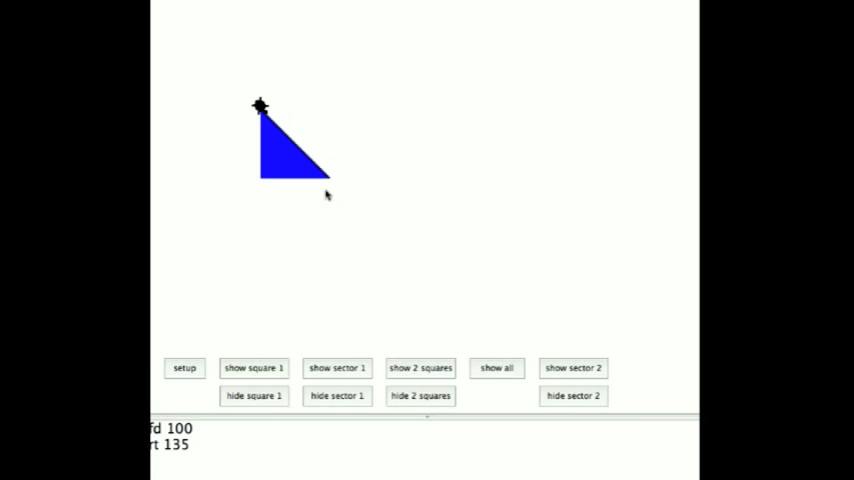 setup show square 1 show sector 1 show 2 squares show all show sector 2
hide square 1 hide sector 1 hide 2 squares hide sector 2
fd 100
rt 135